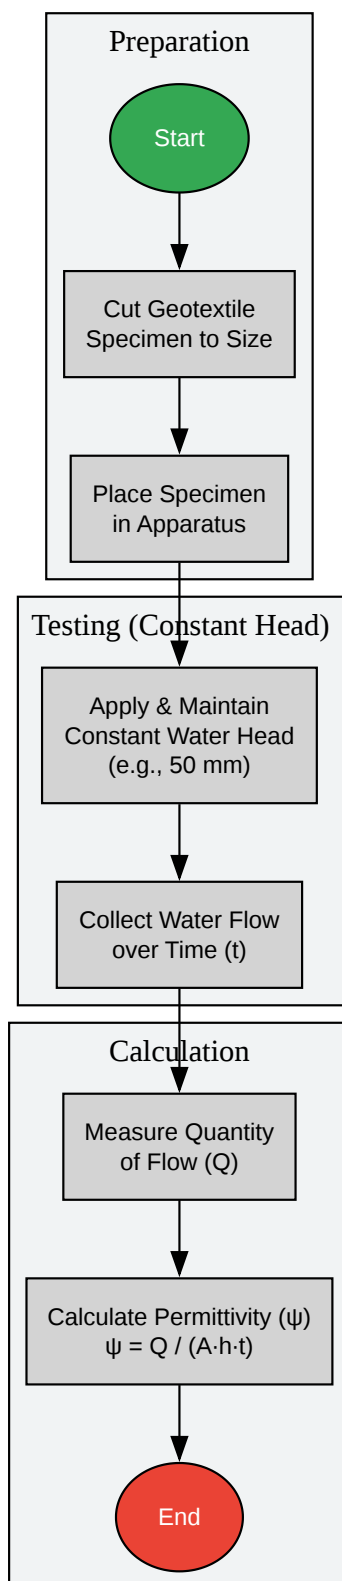 Preparation
Start
Cut Geotextile
Specimen to Size
Place Specimen
in Apparatus
Testing (Constant Head)
Apply & Maintain
Constant Water Head
(e.g., 50 mm)
Collect Water Flow
over Time (t)
Calculation
Measure Quantity
of Flow (Q)
Calculate Permittivity (ψ)
ψ = Q / (A·h·t)
End